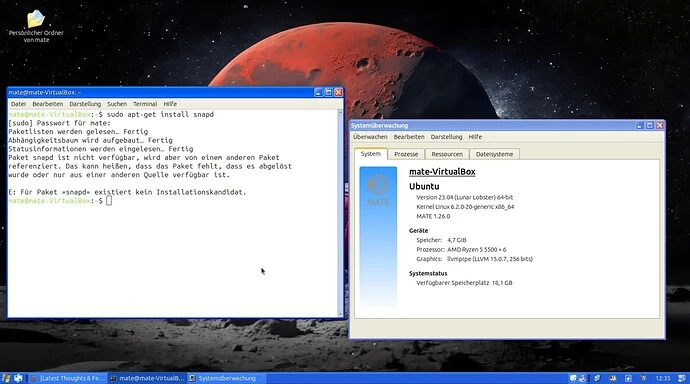 Persönlicher Ordner
von mate
mate@mate-VirtualBox: ~
Datei Bearbeiten Darstellung Suchen Terminal Hilfe
mate@mate-VirtualBox:~$ sudo apt-get install snapd
[sudo] Passwort für mate:
Paketlisten werden gelesen… Fertig
Abhängigkeitsbaum wird aufgebaut… Fertig
Statusinformationen werden eingelesen… Fertig
Paket snapd ist nicht verfügbar, wird aber von einem anderen Paket
referenziert. Das kann heißen, dass das Paket fehlt, dass es abgelöst
wurde oder nur aus einer anderen Quelle verfügbar ist.
E: Für Paket »snapd« existiert kein Installationskandidat.
mate@mate-VirtualBox:~$
Systemüberwachung
Überwachen Bearbeiten Darstellung Hilfe
System Prozesse Ressourcen Dateisysteme
MATE
mate-VirtualBox
Ubuntu
Version 23.04 (Lunar Lobster) 64-bit
Kernel Linux 6.2.0-20-generic x86_64
MATE 1.26.0
Geräte
Speicher: 4,7 GiB
Prozessor: AMD Ryzen 5 5500 × 6
Graphics: llvmpipe (LLVM 15.0.7, 256 bits)
Systemstatus
Verfügbarer Speicherplatz 18,1 GB
[Latest Thoughts & Fe... mate@mate-VirtualB... Systemüberwachung 12:35